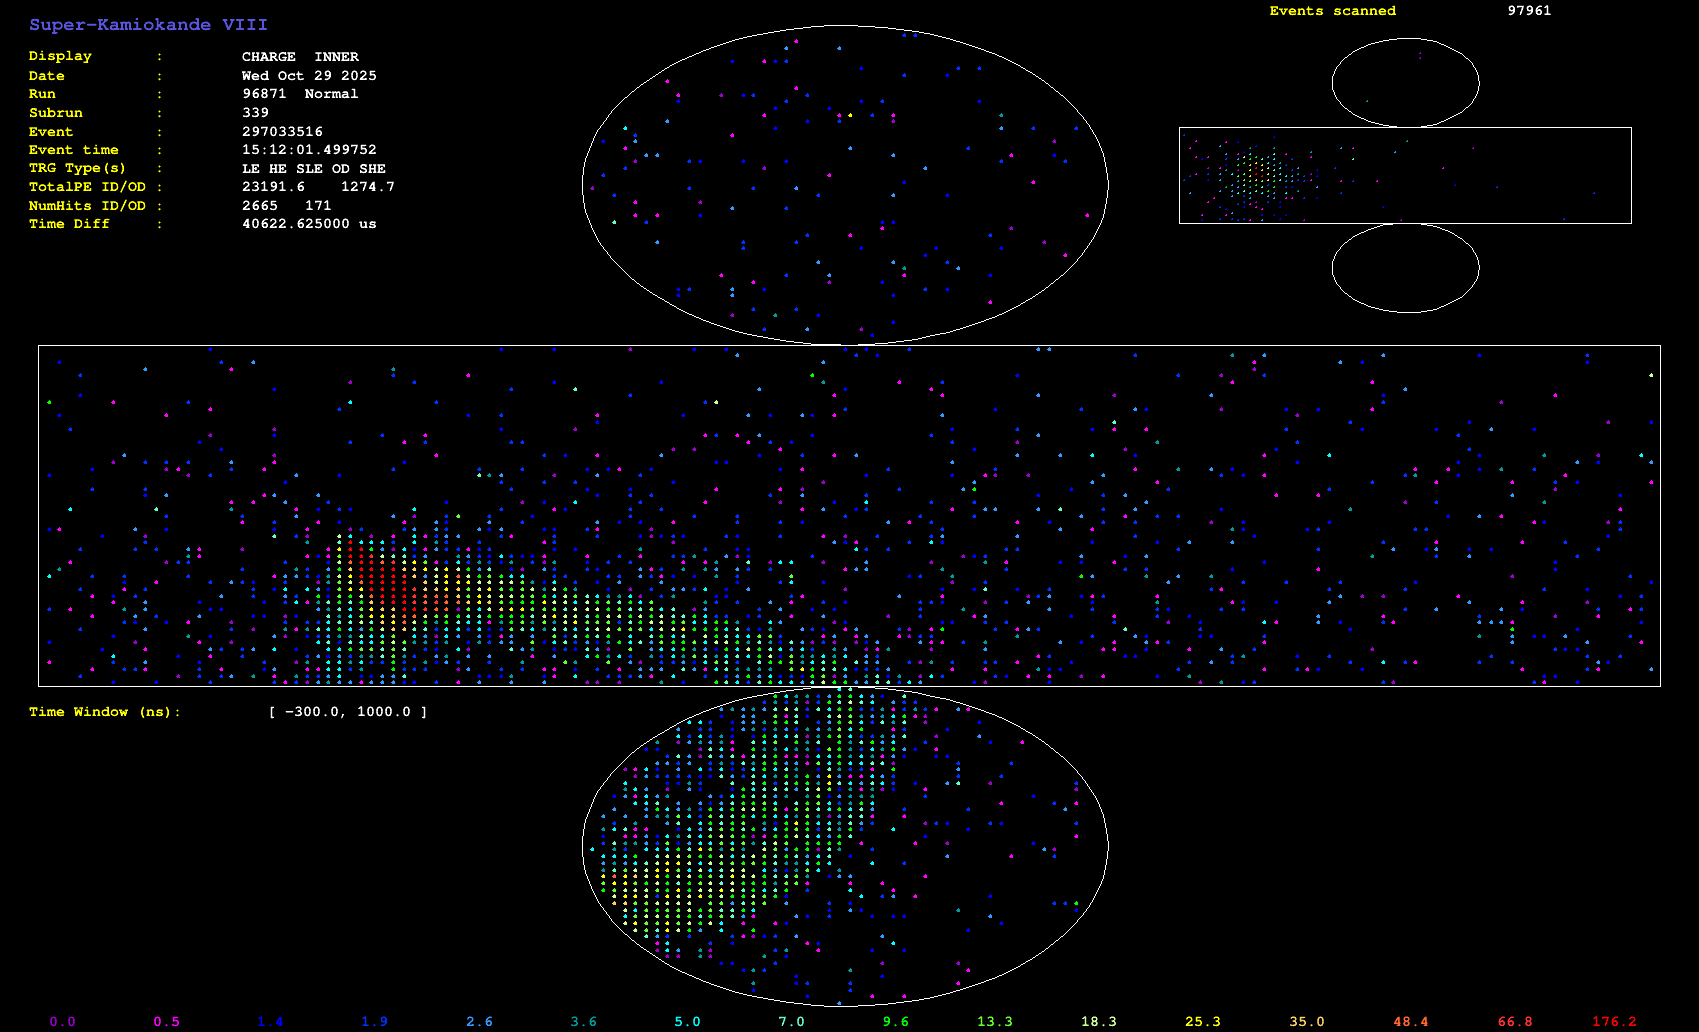 Super-Kamiokande VIII
Events scanned 97961
Display : CHARGE INNER
Date : Wed Oct 29 2025
Run : 96871 Normal
Subrun : 339
Event : 297033516
Event time : 15:12:01.499752
TRG Type(s) : LE HE SLE OD SHE
TotalPE ID/OD : 23191.6 1274.7
NumHits ID/OD : 2665 171
Time Diff : 40622.625000 us
Time Window (ns): [ -300.0, 1000.0 ]
0.0 0.5 1.4 1.9 2.6 3.6 5.0 7.0 9.6 13.3 18.3 25.3 35.0 48.4 66.8 176.2